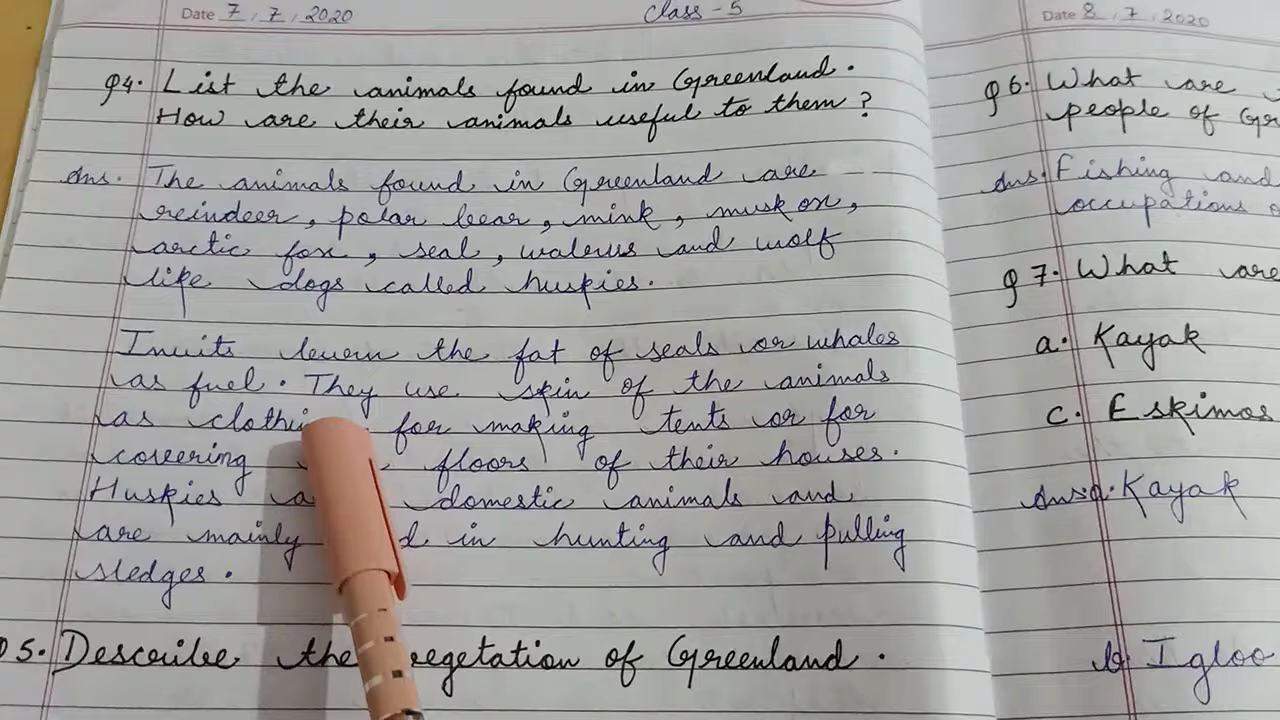 Date 7, 7, 2020
Class - 5
Q4. List the animals found in Greenland.
How are their animals useful to them?
Ans. The animals found in Greenland are
reindeer, polar bear, mink, musk ox,
arctic fox, seal, walrus and wolf
like dogs called huskies.
Inuits burn the fat of seals or whales
as fuel. They use skin of the animals
as clothi for making tents or for
covering floors of their houses.
Huskies a domestic animals and
are mainly d in hunting and pulling
sledges.
Q5. Describe the vegetation of Greenland.
Date 8, 7, 2020
Q6. What are
people of Gr
Ans. Fishing and
occupations o
Q7. What are
a. Kayak
c. Eskimos
Ans a. Kayak
b) Igloo